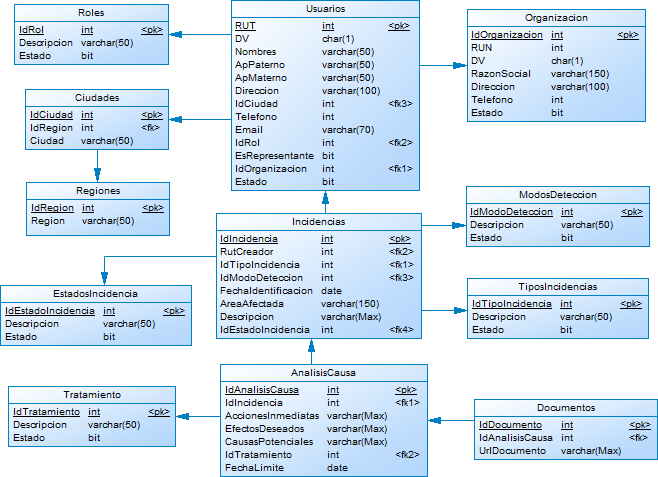 Roles
IdRol int <pk>
Descripcion varchar(50)
Estado bit
Usuarios
RUT int <pk>
DV char(1)
Nombres varchar(50)
ApPaterno varchar(50)
ApMaterno varchar(50)
Direccion varchar(100)
IdCiudad int <fk3>
Telefono int
Email varchar(70)
IdRol int <fk2>
EsRepresentante bit
IdOrganizacion int <fk1>
Estado bit
Organizacion
IdOrganizacion int <pk>
RUN int
DV char(1)
RazonSocial varchar(150)
Direccion varchar(100)
Telefono int
Estado bit
Ciudades
IdCiudad int <pk>
IdRegion int <fk>
Ciudad varchar(50)
Regiones
IdRegion int <pk>
Region varchar(50)
Incidencias
IdIncidencia int <pk>
RutCreador int <fk2>
IdTipoIncidencia int <fk1>
IdModoDeteccion int <fk3>
FechaIdentificacion date
AreaAfectada varchar(150)
Descripcion varchar(Max)
IdEstadoIncidencia int <fk4>
ModosDeteccion
IdModoDeteccion int <pk>
Descripcion varchar(50)
Estado bit
EstadosIncidencia
IdEstadoIncidencia int <pk>
Descripcion varchar(50)
Estado bit
TiposIncidencias
IdTipoIncidencia int <pk>
Descripcion varchar(50)
Estado bit
AnalisisCausa
IdAnalisisCausa int <pk>
IdIncidencia int <fk1>
AccionesInmediatas varchar(Max)
EfectosDeseados varchar(Max)
CausasPotenciales varchar(Max)
IdTratamiento int <fk2>
FechaLimite date
Tratamiento
IdTratamiento int <pk>
Descripcion varchar(50)
Estado bit
Documentos
IdDocumento int <pk>
IdAnalisisCausa int <fk>
UrlDocumento varchar(Max)